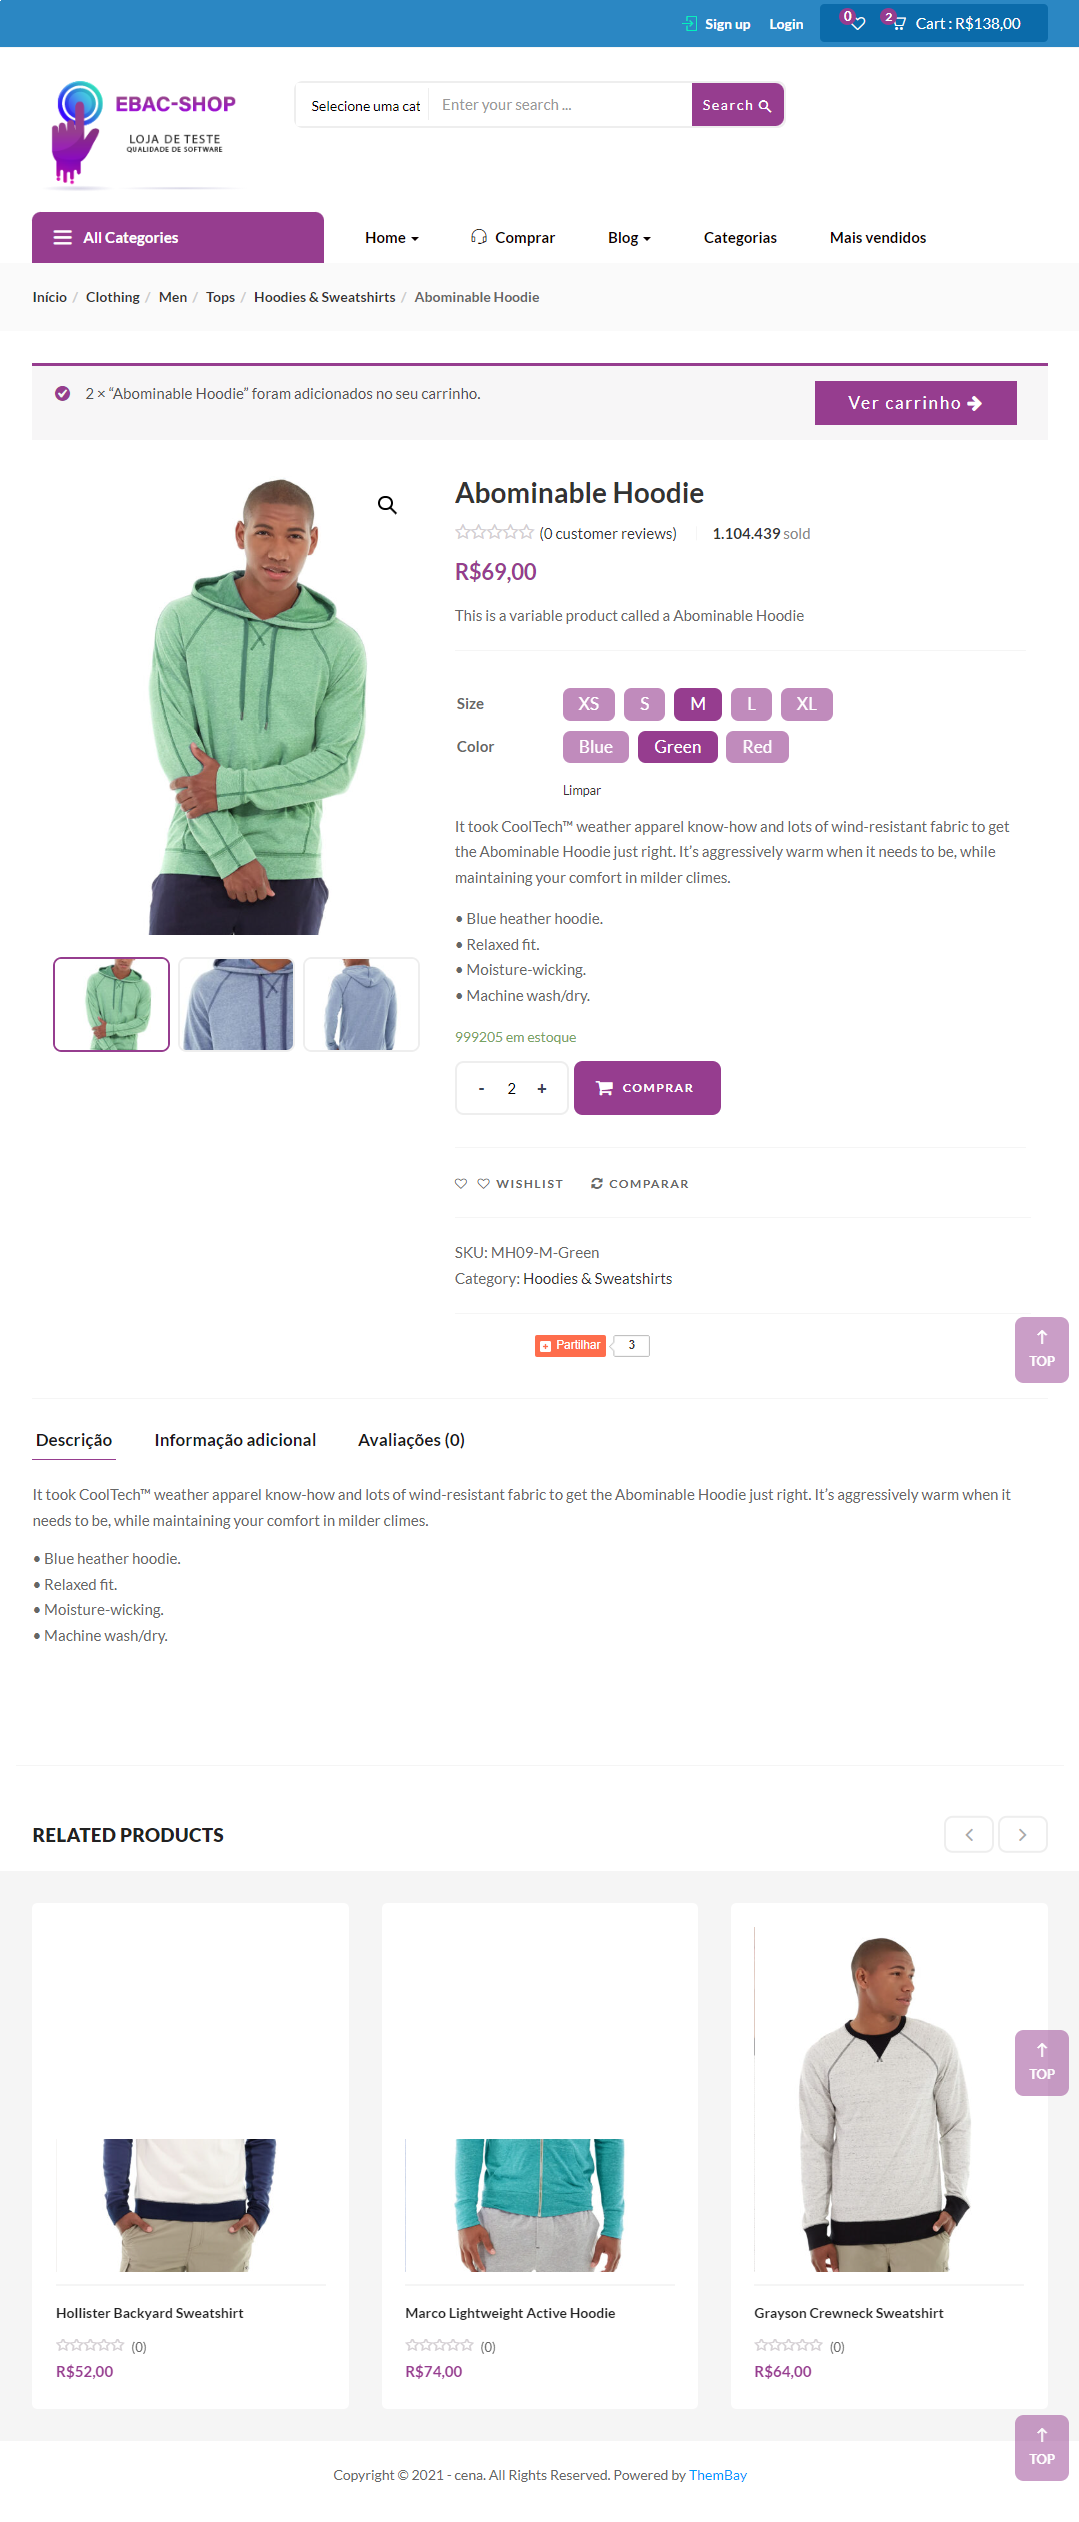 Sign up Login 0 2 Cart : R$138,00
EBAC-SHOP
LOJA DE TESTE
QUALIDADE DE SOFTWARE
Selecione uma cat Enter your search ... Search
All Categories Home Comprar Blog Categorias Mais vendidos
Início / Clothing / Men / Tops / Hoodies & Sweatshirts / Abominable Hoodie
2 × “Abominable Hoodie” foram adicionados no seu carrinho. Ver carrinho
Abominable Hoodie
(0 customer reviews) 1.104.439 sold
R$69,00
This is a variable product called a Abominable Hoodie
Size XS S M L XL
Color Blue Green Red
Limpar
It took CoolTech™ weather apparel know-how and lots of wind-resistant fabric to get
the Abominable Hoodie just right. It’s aggressively warm when it needs to be, while
maintaining your comfort in milder climes.
• Blue heather hoodie.
• Relaxed fit.
• Moisture-wicking.
• Machine wash/dry.
999205 em estoque
- 2 + COMPRAR
WISHLIST COMPARAR
SKU: MH09-M-Green
Category: Hoodies & Sweatshirts
Partilhar 3
TOP
Descrição Informação adicional Avaliações (0)
It took CoolTech™ weather apparel know-how and lots of wind-resistant fabric to get the Abominable Hoodie just right. It’s aggressively warm when it
needs to be, while maintaining your comfort in milder climes.
• Blue heather hoodie.
• Relaxed fit.
• Moisture-wicking.
• Machine wash/dry.
RELATED PRODUCTS
TOP
Hollister Backyard Sweatshirt Marco Lightweight Active Hoodie Grayson Crewneck Sweatshirt
(0) (0) (0)
R$52,00 R$74,00 R$64,00
TOP
Copyright © 2021 - cena. All Rights Reserved. Powered by ThemBay